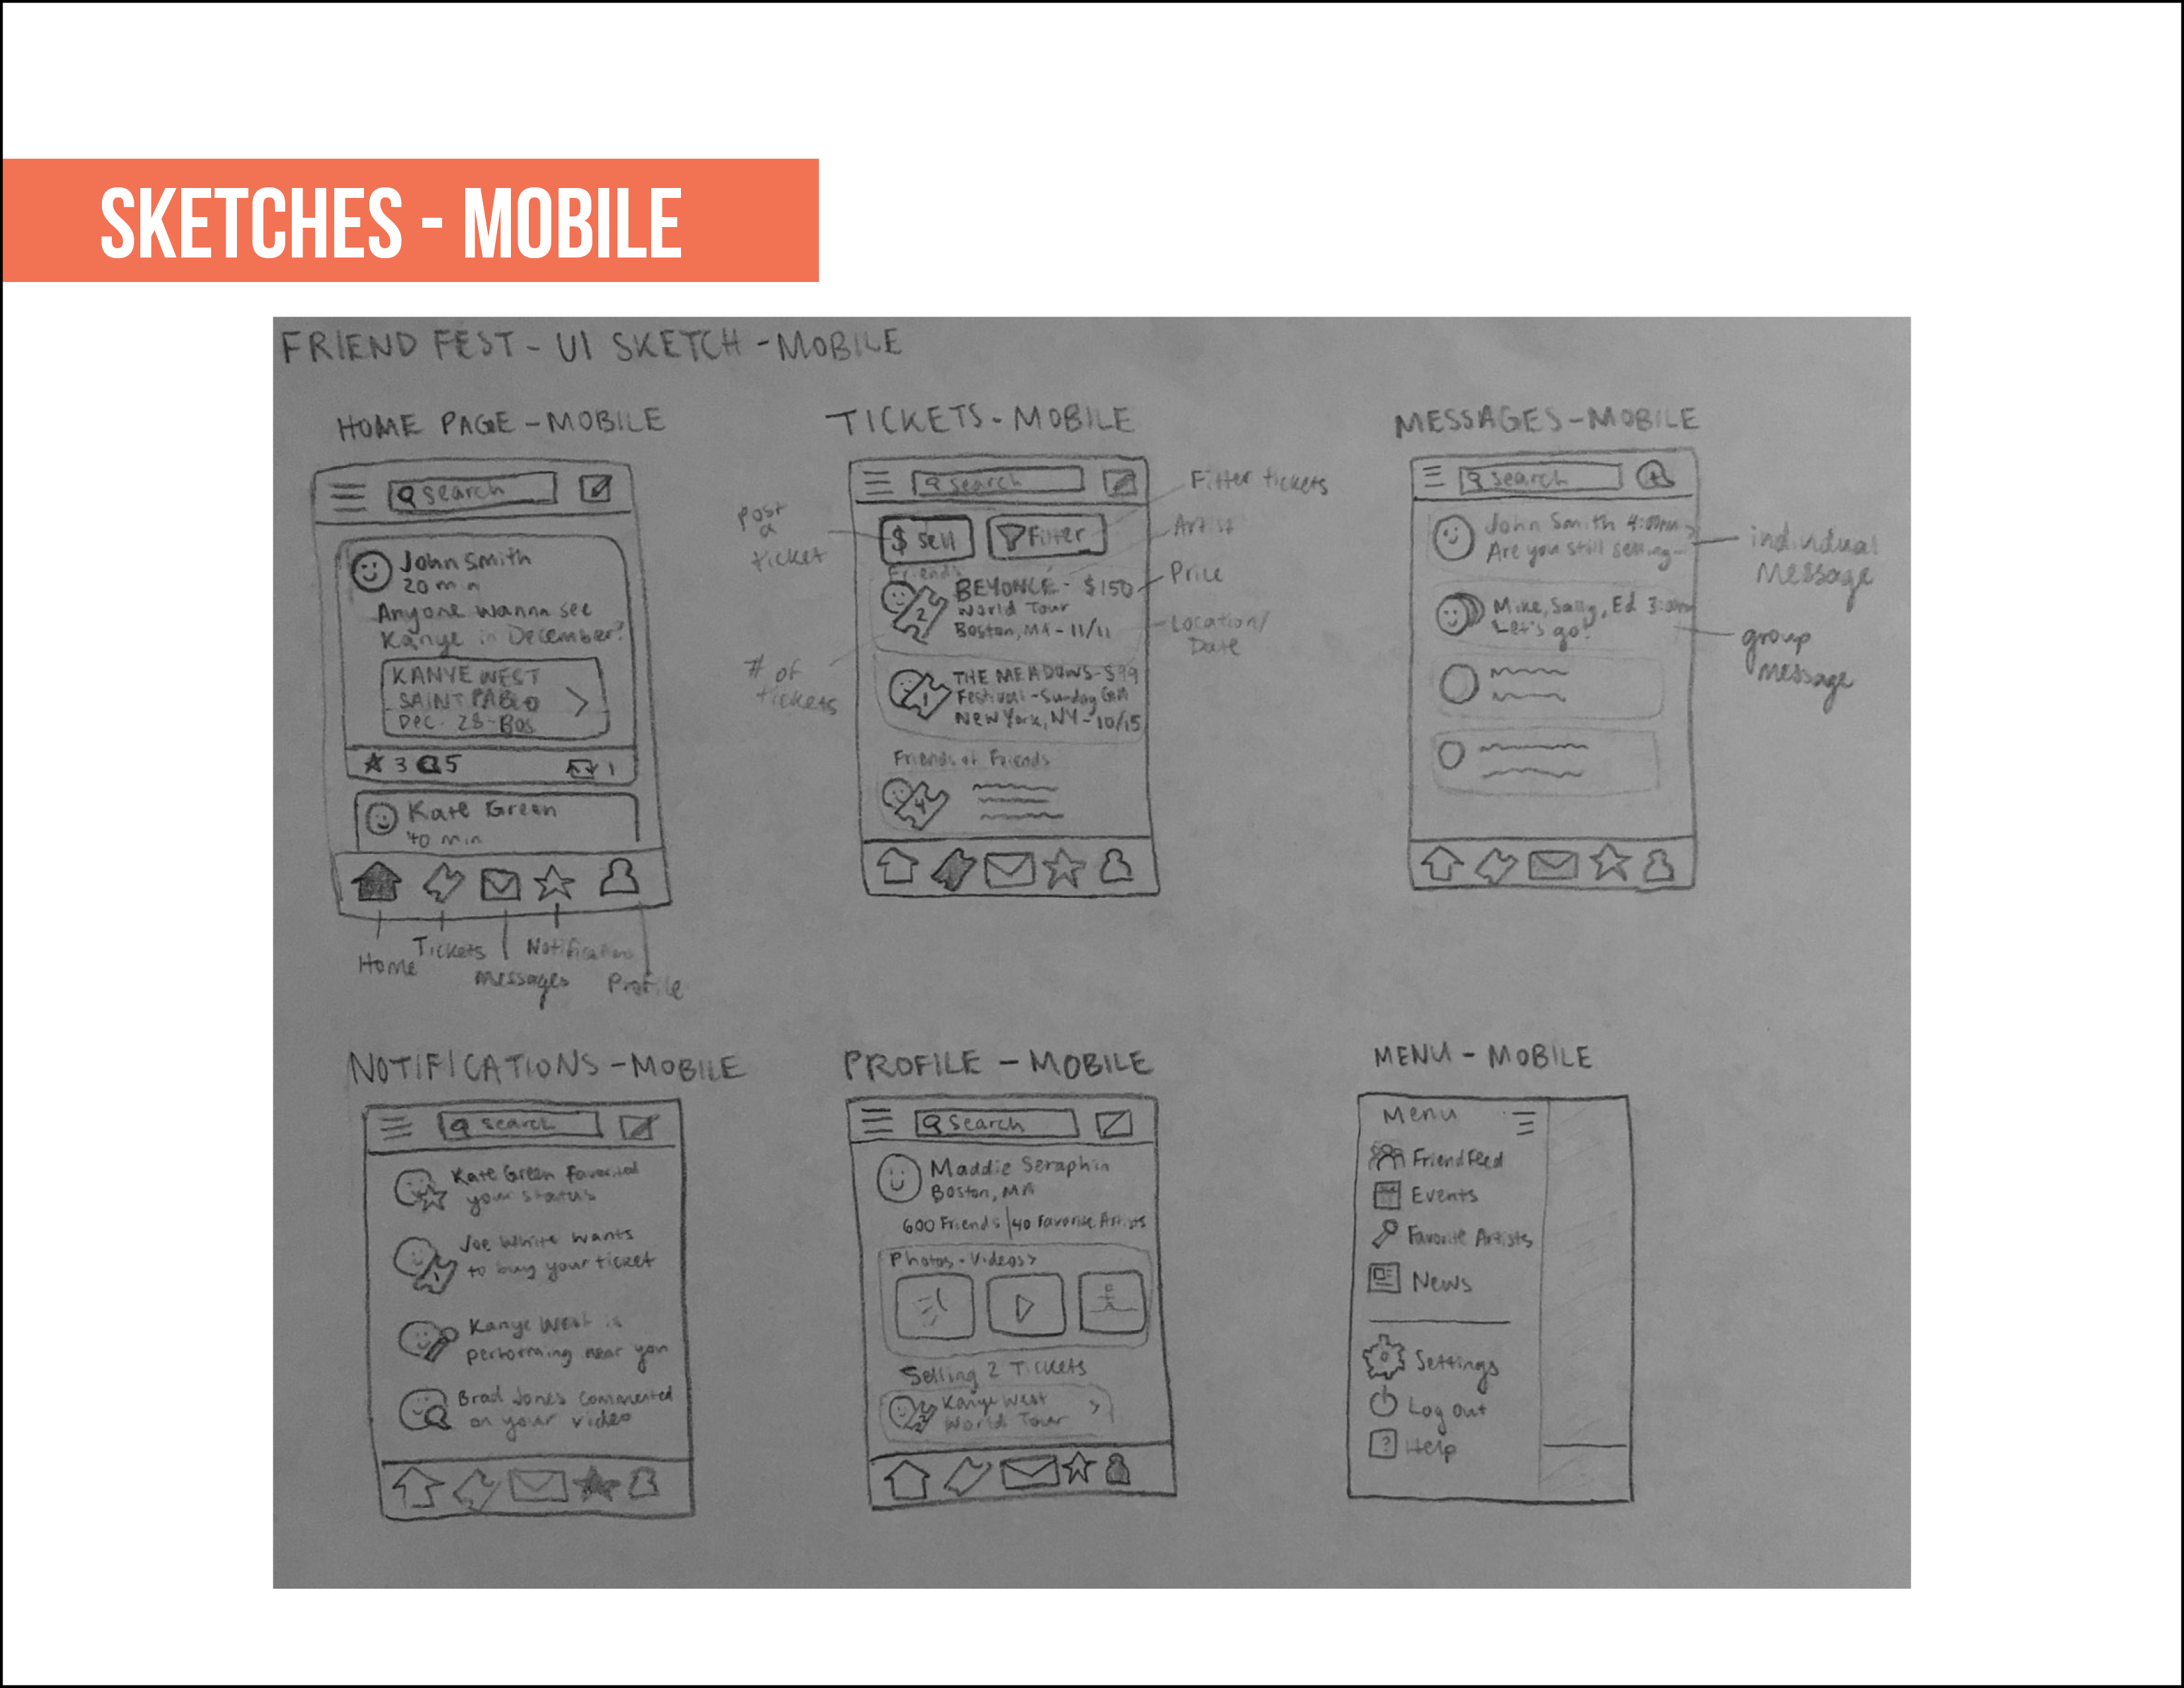 SKETCHES - MOBILE
FRIEND FEST - UI SKETCH - MOBILE
HOME PAGE - MOBILE
Search
John Smith
20 min
Anyone wanna see
Kanye in December?
KANYE WEST
SAINT PABLO
Dec. 28 - BOS
3 5 1
Kate Green
40 min
Home
Tickets
Messages
Notifications
Profile
TICKETS - MOBILE
Search
$ Sell
Filter
Friends
2
BEYONCÉ - $150
World Tour
Boston, MA - 11/11
1
THE MEADOWS - $99
Festival - Sunday GA
New York, NY - 10/15
Friends of Friends
4
Post
a
ticket
# of
tickets
Filter tickets
Artist
Price
Location/
Date
MESSAGES - MOBILE
Search
John Smith 4:00pm >
Are you still selling -
Mike, Sally, Ed 3:00pm
Let's go!
individual
message
group
message
NOTIFICATIONS - MOBILE
Search
Kate Green favorited
your status
Joe White wants
to buy your ticket
1
Kanye West is
performing near you
Brad Jones commented
on your video
PROFILE - MOBILE
Search
Maddie Seraphin
Boston, MA
600 Friends | 40 Favorite Artists
Photos - Videos >
Selling 2 Tickets
2
Kanye West
World Tour
>
MENU - MOBILE
Menu
FriendFeed
Events
Favorite Artists
News
Settings
Log out
? Help